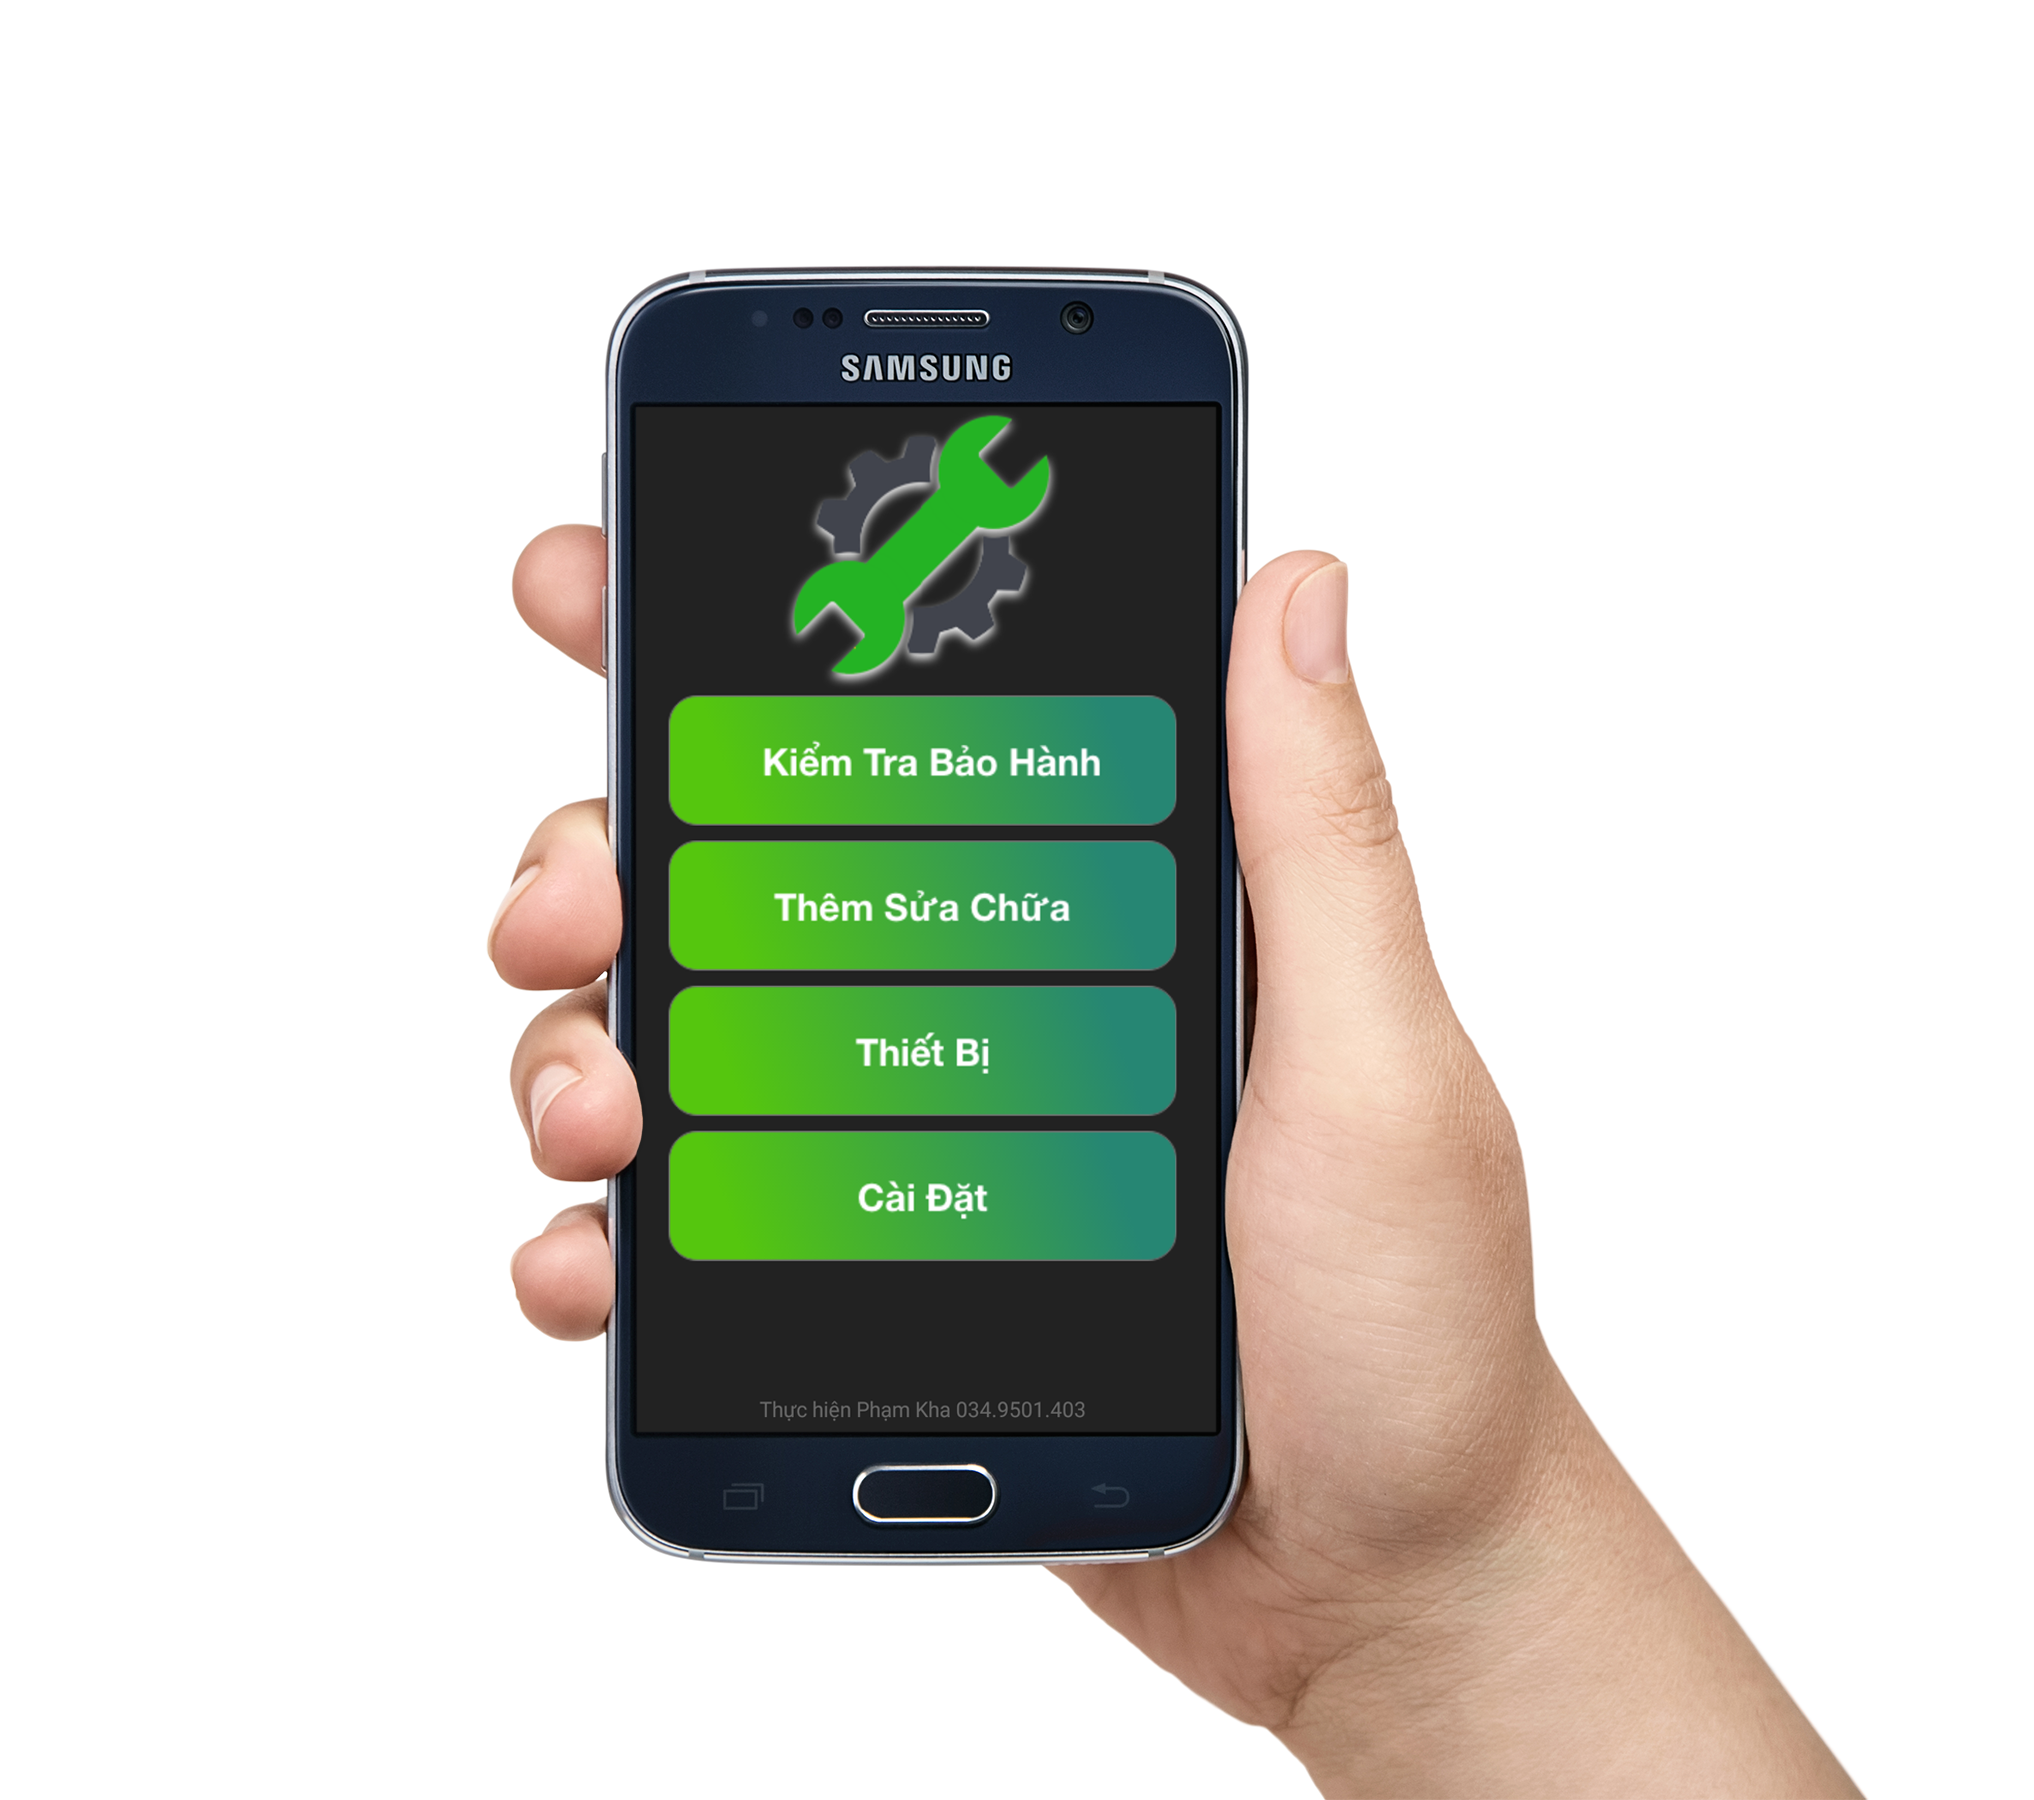 SAMSUNG
Kiểm Tra Bảo Hành
Thêm Sửa Chữa
Thiết Bị
Cài Đặt
Thực hiện Phạm Kha 034.9501.403